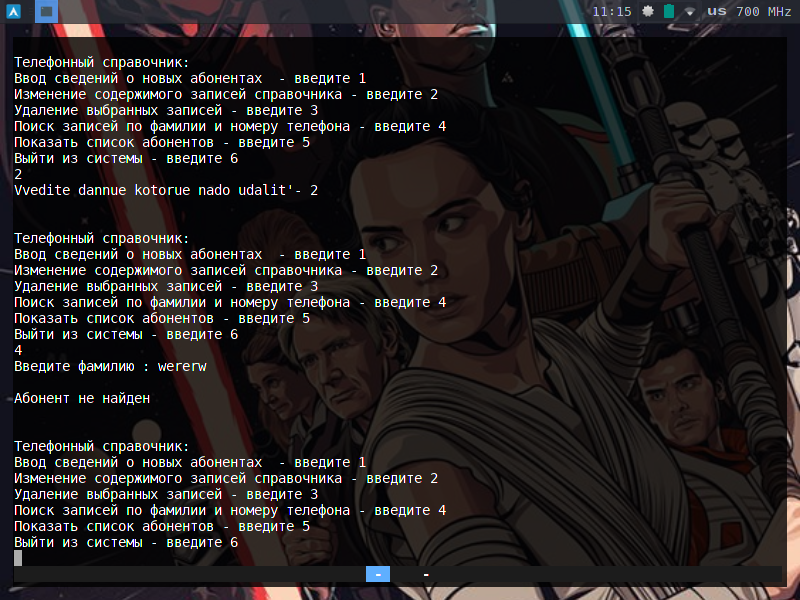 11:15 us 700 MHz
Телефонный справочник:
Ввод сведений о новых абонентах  - введите 1
Изменение содержимого записей справочника - введите 2
Удаление выбранных записей - введите 3
Поиск записей по фамилии и номеру телефона - введите 4
Показать список абонентов - введите 5
Выйти из системы - введите 6
2
Vvedite dannue kotorue nado udalit'- 2
Телефонный справочник:
Ввод сведений о новых абонентах  - введите 1
Изменение содержимого записей справочника - введите 2
Удаление выбранных записей - введите 3
Поиск записей по фамилии и номеру телефона - введите 4
Показать список абонентов - введите 5
Выйти из системы - введите 6
4
Введите фамилию : wererw
Абонент не найден
Телефонный справочник:
Ввод сведений о новых абонентах  - введите 1
Изменение содержимого записей справочника - введите 2
Удаление выбранных записей - введите 3
Поиск записей по фамилии и номеру телефона - введите 4
Показать список абонентов - введите 5
Выйти из системы - введите 6
- -